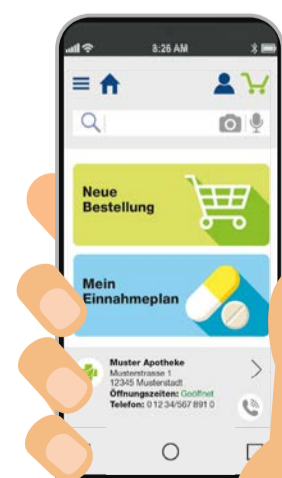 8:26 AM
Neue
Bestellung
Mein
Einnahmeplan
Muster Apotheke
Musterstrasse 1
12345 Musterstadt
Öffnungszeiten: Geöffnet
Telefon: 0 12 34/567 891 0